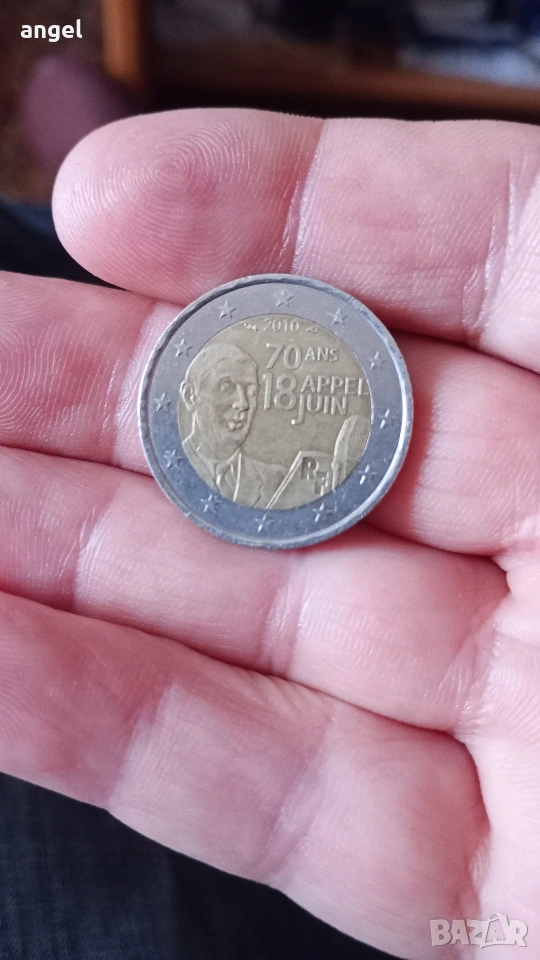 angel
2010
70 ANS
18 APPEL
JUIN
RF
BAZAR